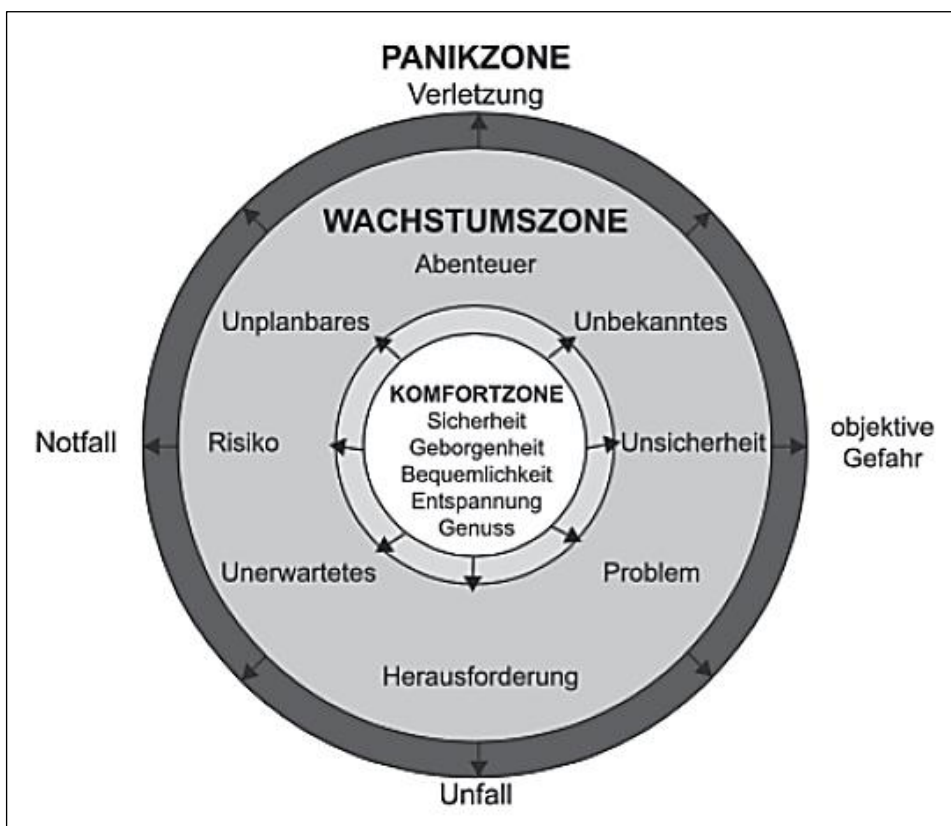 PANIKZONE
Verletzung
WACHSTUMSZONE
Abenteuer
Unplanbares
Unbekanntes
KOMFORTZONE
Sicherheit
Geborgenheit
Bequemlichkeit
Entspannung
Genuss
Notfall
Risiko
Unsicherheit
objektive
Gefahr
Unerwartetes
Problem
Herausforderung
Unfall